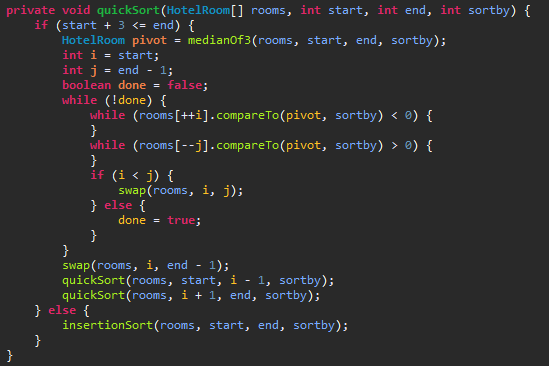 private void quickSort(HotelRoom[] rooms, int start, int end, int sortby) {
    if (start + 3 <= end) {
        HotelRoom pivot = medianOf3(rooms, start, end, sortby);
        int i = start;
        int j = end - 1;
        boolean done = false;
        while (!done) {
            while (rooms[++i].compareTo(pivot, sortby) < 0) {
            }
            while (rooms[--j].compareTo(pivot, sortby) > 0) {
            }
            if (i < j) {
                swap(rooms, i, j);
            } else {
                done = true;
            }
        }
        swap(rooms, i, end - 1);
        quickSort(rooms, start, i - 1, sortby);
        quickSort(rooms, i + 1, end, sortby);
    } else {
        insertionSort(rooms, start, end, sortby);
    }
}